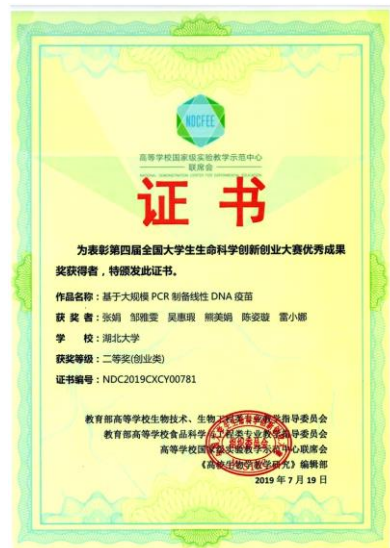 NDCFEE
高等学校国家级实验教学示范中心
联席会
证书
为表彰第四届全国大学生生命科学创新创业大赛优秀成果
奖获得者，特颁发此证书。
作品名称：基于大规模 PCR 制备线性 DNA 疫苗
获 奖 者：张娟 邹雅雯 吴惠瑕 熊美娟 陈姿璇 雷小娜
学 校：湖北大学
获奖等级：二等奖(创业类)
证书编号：NDC2019CXCY00781
教育部高等学校生物技术、生物工程类专业教学指导委员会
教育部高等学校食品科学与工程类专业教学指导委员会
高等学校国家级实验教学示范中心联席会
《高校生物学教学研究》编辑部
2019 年 7 月 19 日